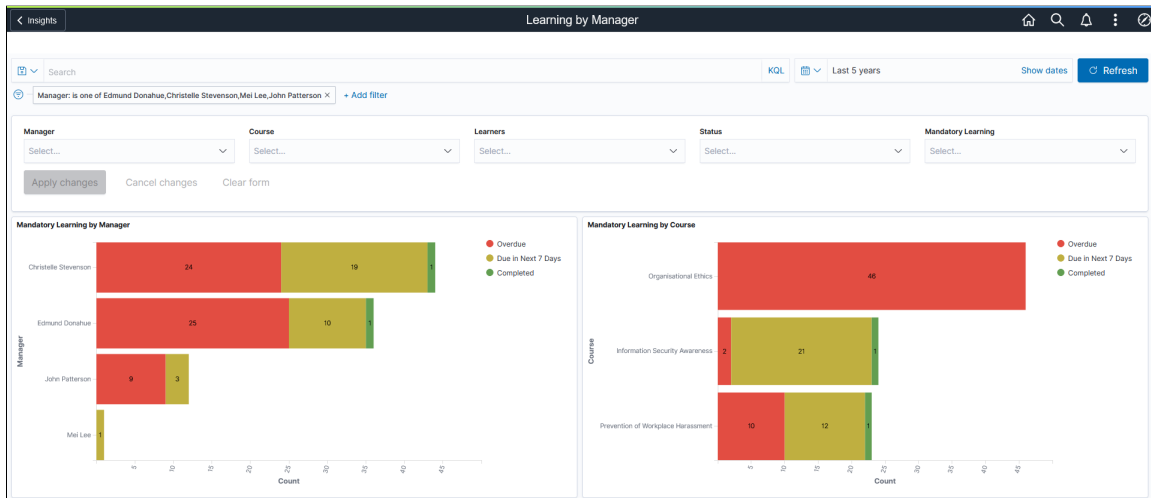 Insights
Learning by Manager
Search
KQL
Last 5 years
Show dates
Refresh
Manager: is one of Edmund Donahue,Christelle Stevenson,Mei Lee,John Patterson ×
+ Add filter
Manager
Course
Learners
Status
Mandatory Learning
Select...
Select...
Select...
Select...
Select...
Apply changes
Cancel changes
Clear form
Mandatory Learning by Manager
Overdue
Due in Next 7 Days
Completed
Christelle Stevenson
24
19
1
Edmund Donahue
25
10
1
John Patterson
9
3
Mei Lee
1
Manager
5
10
15
20
25
30
35
40
45
Count
Mandatory Learning by Course
Overdue
Due in Next 7 Days
Completed
Organisational Ethics
46
Information Security Awareness
2
21
1
Prevention of Workplace Harassment
10
12
1
Course
5
10
15
20
25
30
35
40
45
Count